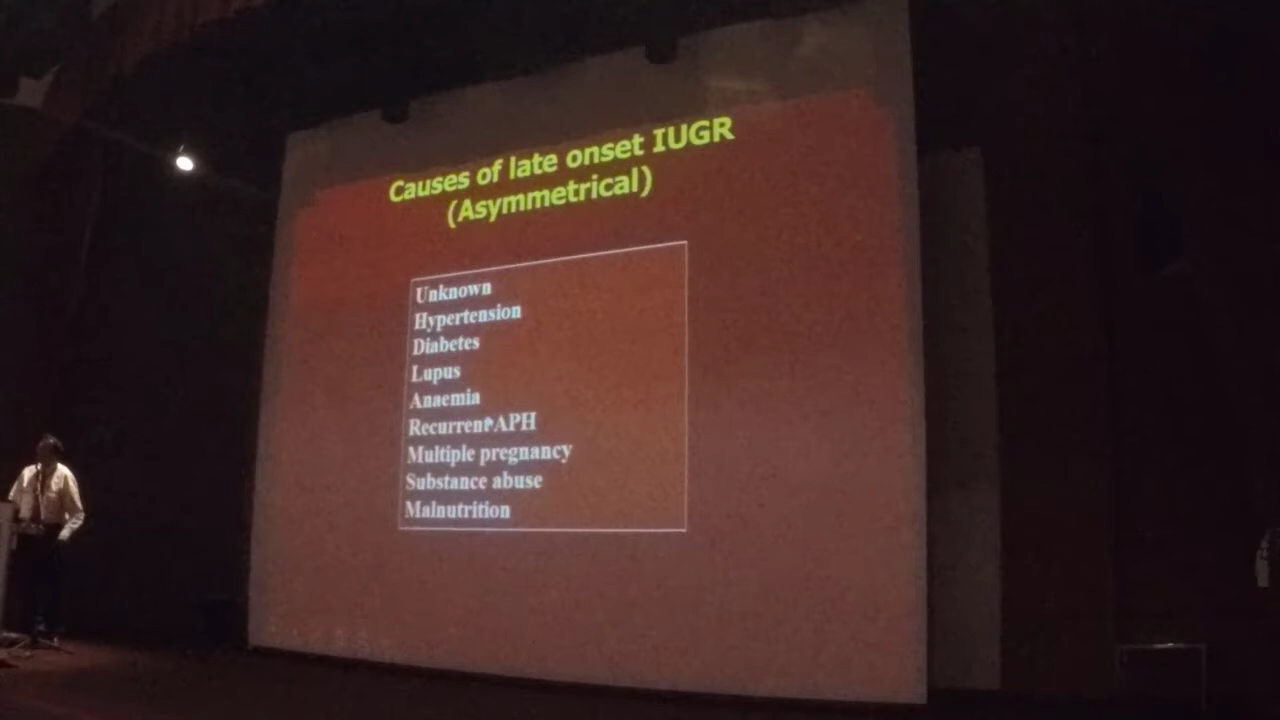 Causes of late onset IUGR
(Asymmetrical)
Unknown
Hypertension
Diabetes
Lupus
Anaemia
Recurrent APH
Multiple pregnancy
Substance abuse
Malnutrition